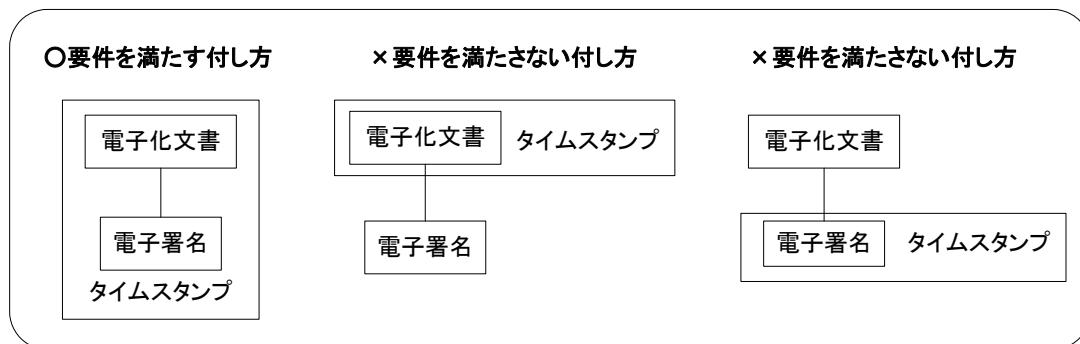 ○要件を満たす付し方
電子化文書
電子署名
タイムスタンプ
×要件を満たさない付し方
電子化文書
タイムスタンプ
電子署名
×要件を満たさない付し方
電子化文書
電子署名
タイムスタンプ